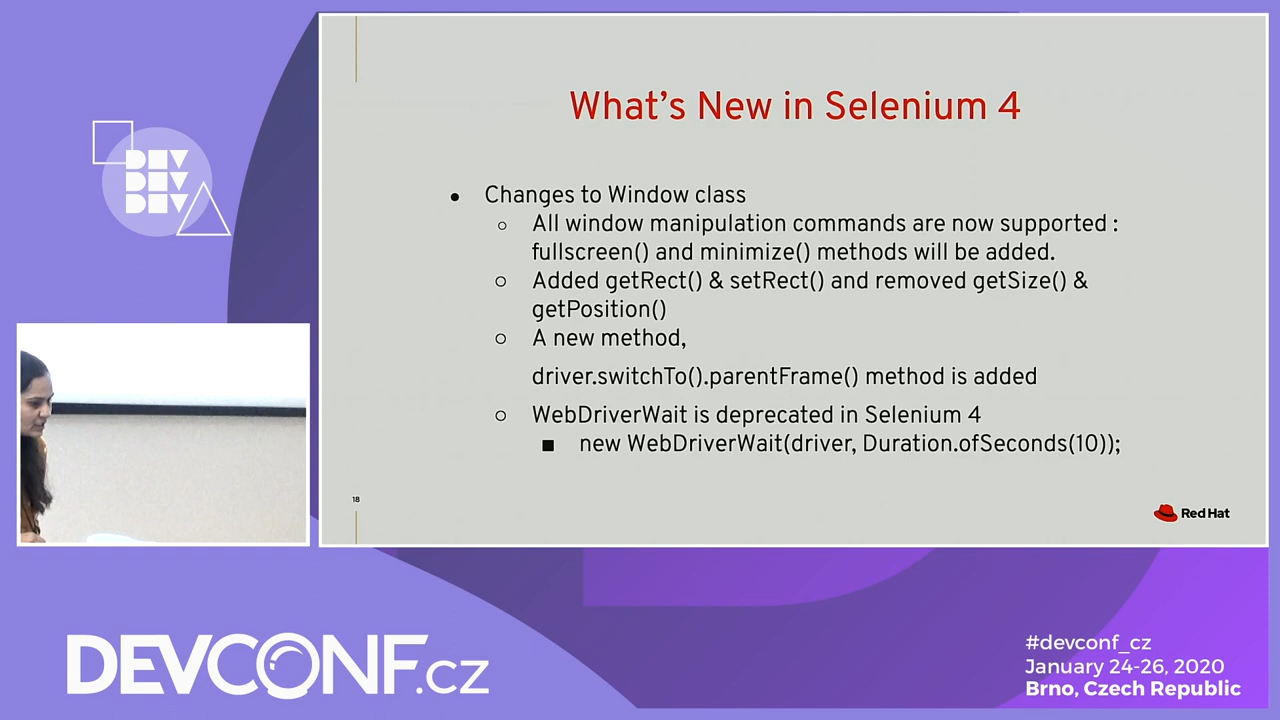 What's New in Selenium 4
● Changes to Window class
○ All window manipulation commands are now supported :
fullscreen() and minimize() methods will be added.
○ Added getRect() & setRect() and removed getSize() &
getPosition()
○ A new method,
driver.switchTo().parentFrame() method is added
○ WebDriverWait is deprecated in Selenium 4
■ new WebDriverWait(driver, Duration.ofSeconds(10));
18
Red Hat
DEV
DEV
DEV
DEVCONF.cz
#devconf_cz
January 24-26, 2020
Brno, Czech Republic